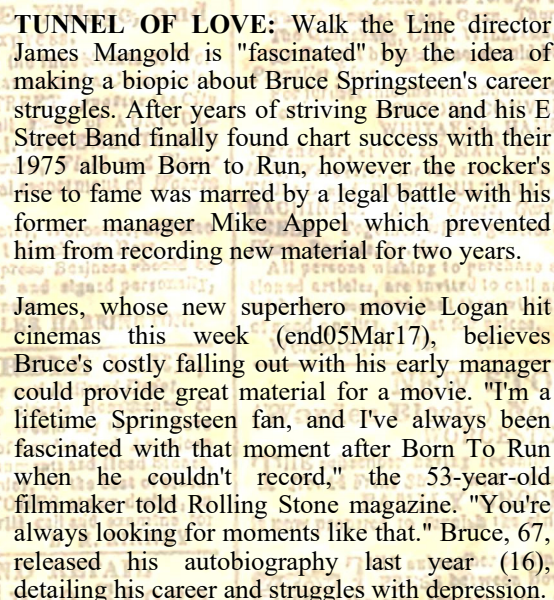 TUNNEL OF LOVE: Walk the Line director
James Mangold is "fascinated" by the idea of
making a biopic about Bruce Springsteen's career
struggles. After years of striving Bruce and his E
Street Band finally found chart success with their
1975 album Born to Run, however the rocker's
rise to fame was marred by a legal battle with his
former manager Mike Appel which prevented
him from recording new material for two years.
James, whose new superhero movie Logan hit
cinemas this week (end05Mar17), believes
Bruce's costly falling out with his early manager
could provide great material for a movie. "I'm a
lifetime Springsteen fan, and I've always been
fascinated with that moment after Born To Run
when he couldn't record," the 53-year-old
filmmaker told Rolling Stone magazine. "You're
always looking for moments like that." Bruce, 67,
released his autobiography last year (16),
detailing his career and struggles with depression.